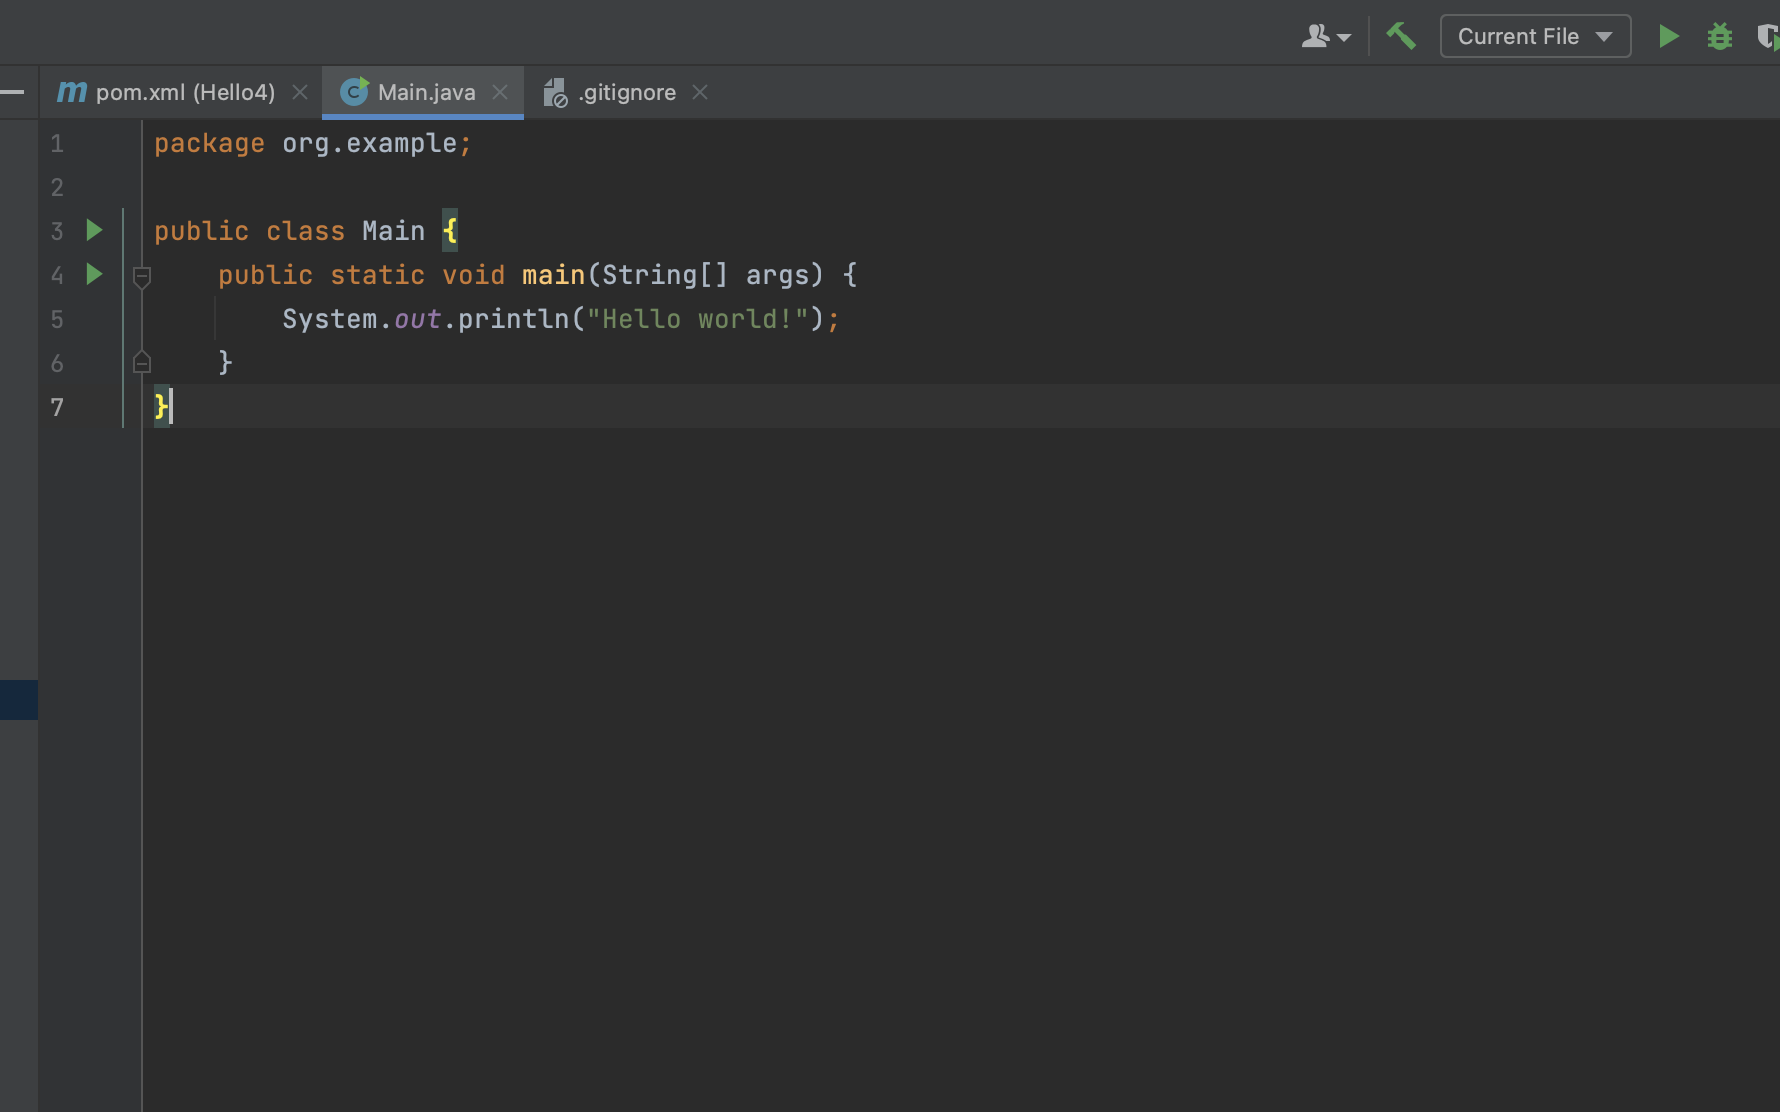 Current File
pom.xml (Hello4) Main.java .gitignore
1 package org.example;
2
3 public class Main {
4 public static void main(String[] args) {
5 System.out.println("Hello world!");
6 }
7 }